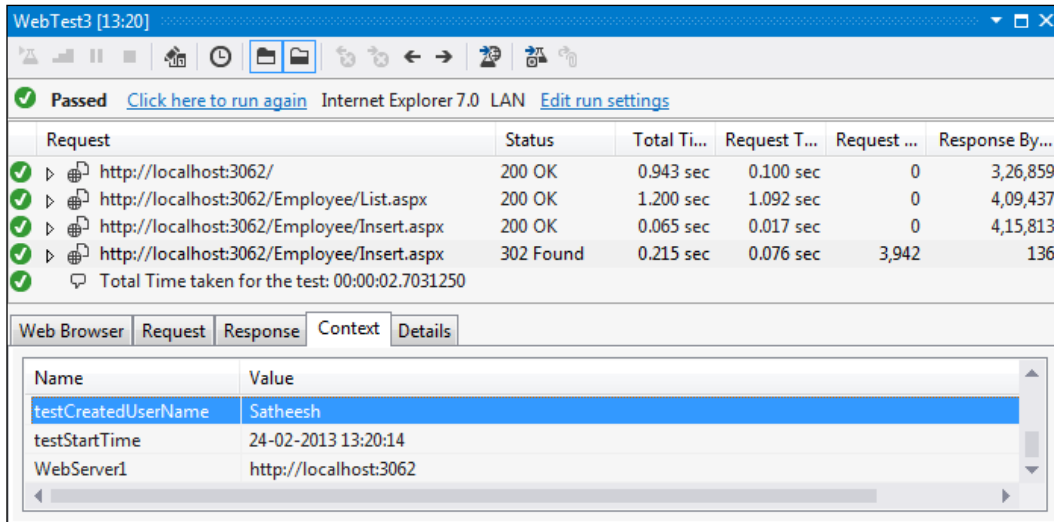 WebTest3 [13:20]
Passed Click here to run again Internet Explorer 7.0 LAN Edit run settings
Request Status Total Ti... Request T... Request ... Response By...
http://localhost:3062/ 200 OK 0.943 sec 0.100 sec 0 3,26,859
http://localhost:3062/Employee/List.aspx 200 OK 1.200 sec 1.092 sec 0 4,09,437
http://localhost:3062/Employee/Insert.aspx 200 OK 0.065 sec 0.017 sec 0 4,15,813
http://localhost:3062/Employee/Insert.aspx 302 Found 0.215 sec 0.076 sec 3,942 136
Total Time taken for the test: 00:00:02.7031250
Web Browser Request Response Context Details
Name Value
testCreatedUserName Satheesh
testStartTime 24-02-2013 13:20:14
WebServer1 http://localhost:3062